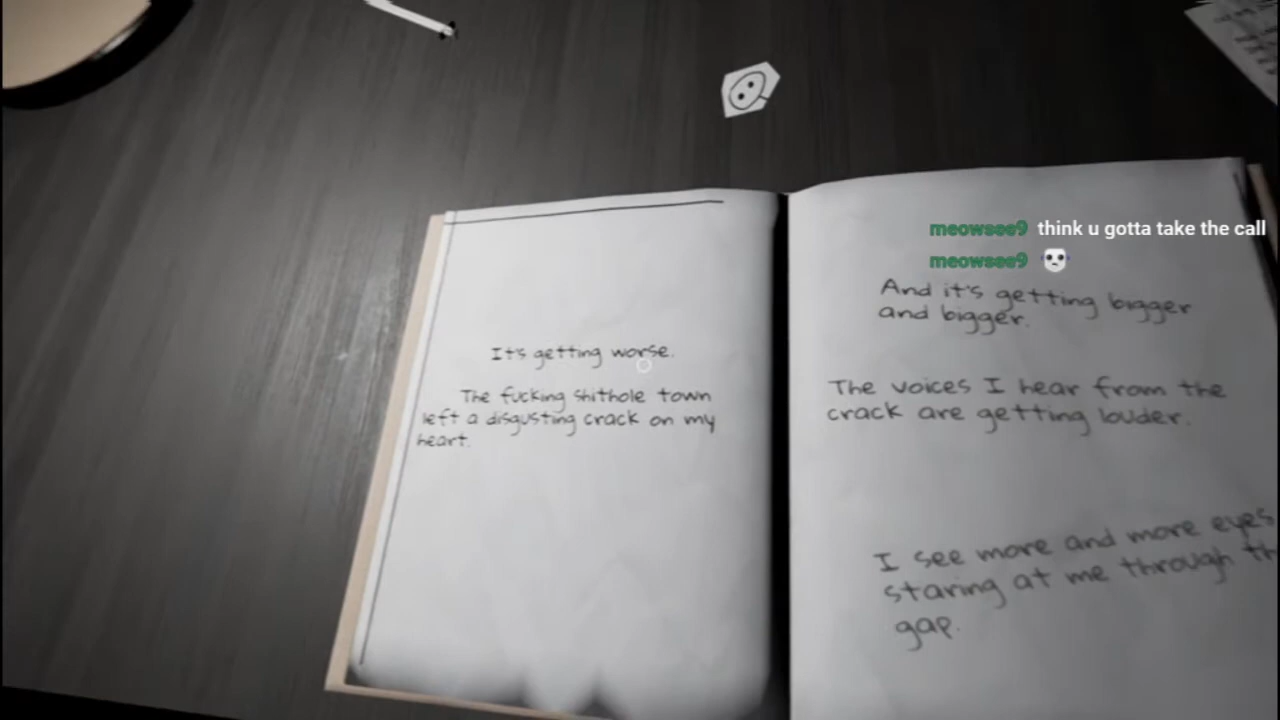 It's getting worse.
The fucking shithole town
left a disgusting crack on my
heart.
meowsee9 think u gotta take the call
meowsee9
And it's getting bigger
and bigger.
The voices I hear from the
crack are getting louder.
I see more and more eyes
staring at me through
gap.